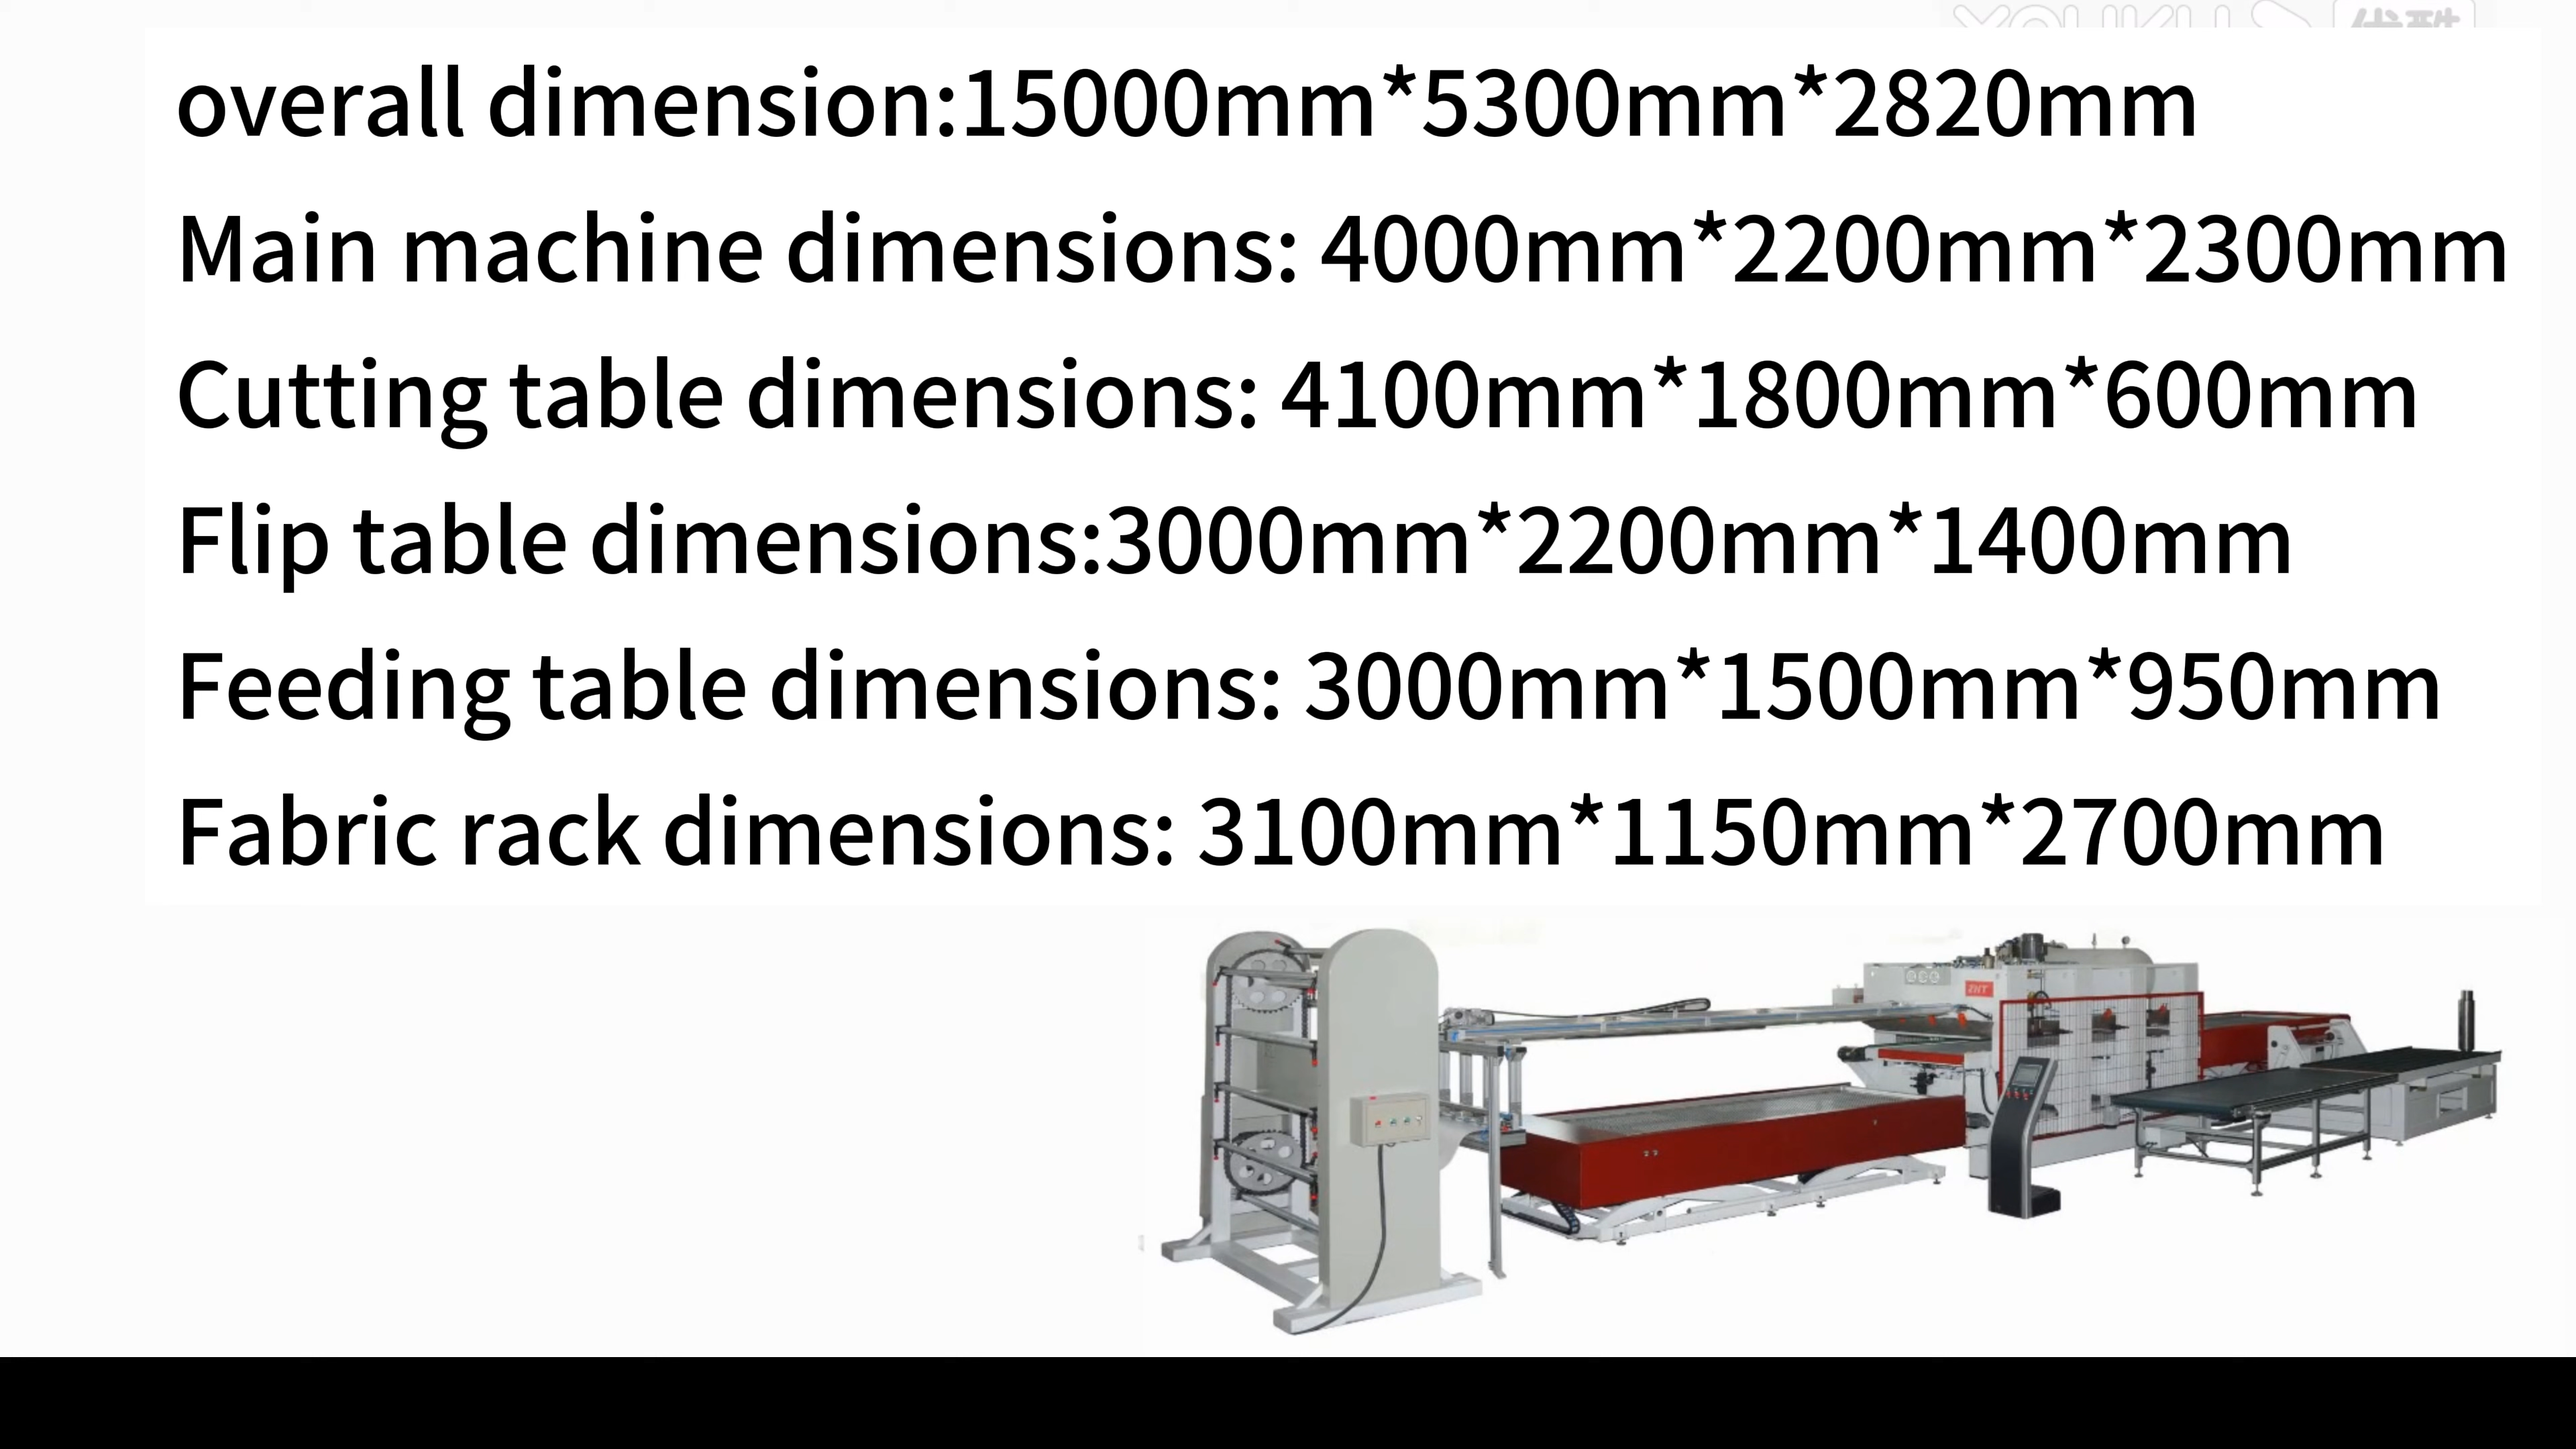 overall dimension:15000mm*5300mm*2820mm
Main machine dimensions: 4000mm*2200mm*2300mm
Cutting table dimensions: 4100mm*1800mm*600mm
Flip table dimensions:3000mm*2200mm*1400mm
Feeding table dimensions: 3000mm*1500mm*950mm
Fabric rack dimensions: 3100mm*1150mm*2700mm
ZHT